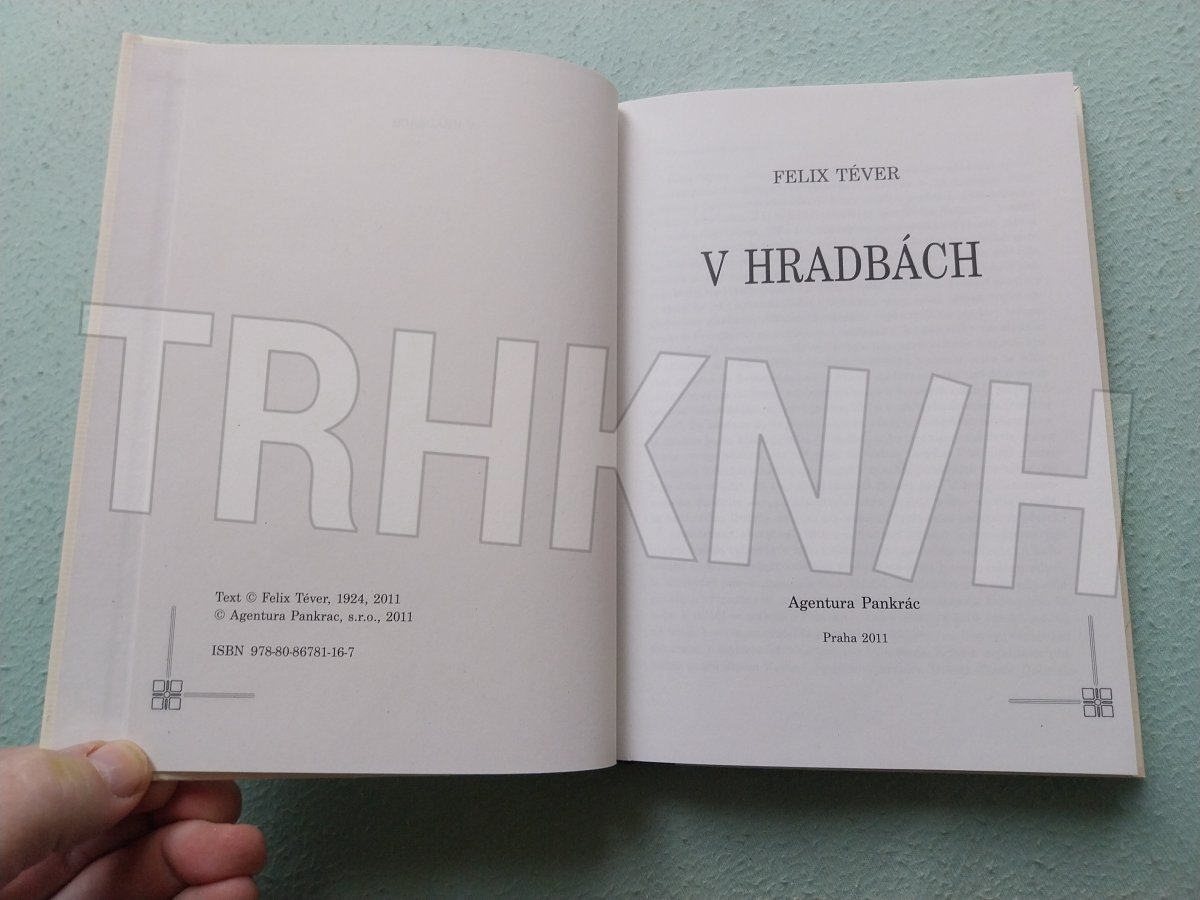 Text © Felix Téver, 1924, 2011
© Agentura Pankrac, s.r.o., 2011
ISBN 978-80-86781-16-7
FELIX TÉVER
V HRADBÁCH
Agentura Pankrác
Praha 2011
TRHKNIH